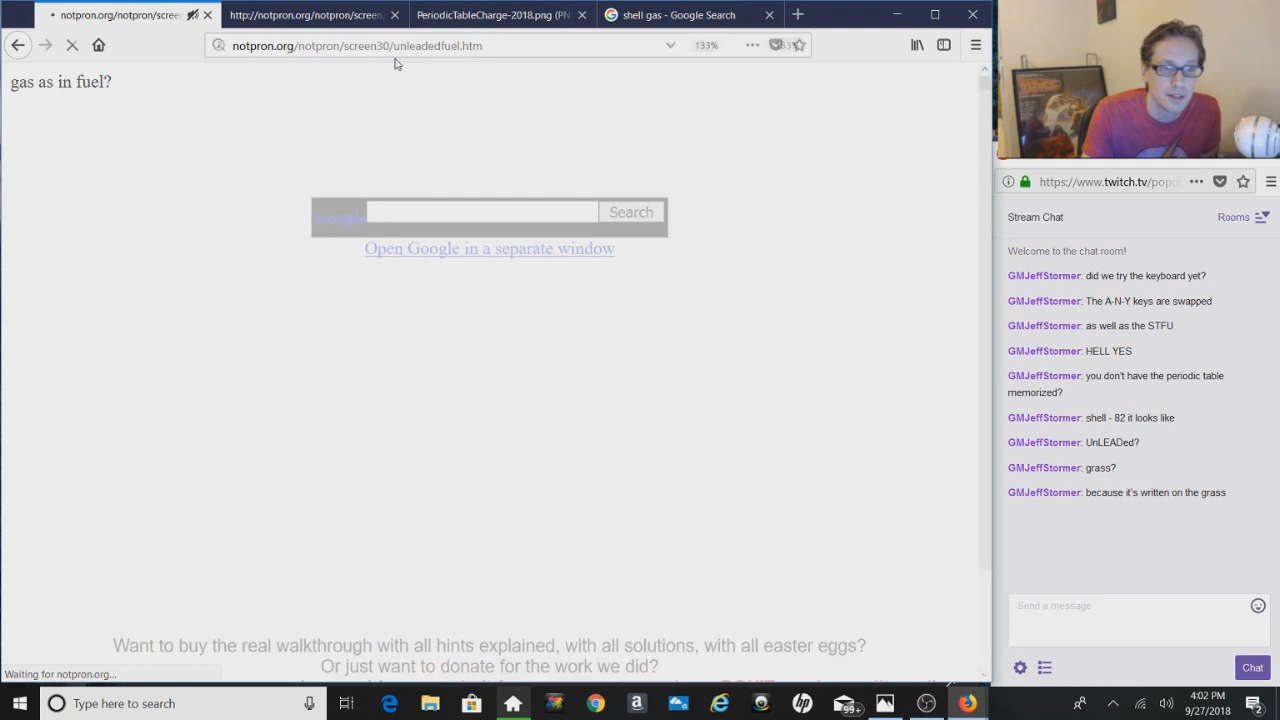 notpron.org/notpron/screen
http://notpron.org/notpron/screen
PeriodicTableCharge-2018.png (PN
shell gas - Google Search
notpron.org/notpron/screen30/unleadedfuel.htm
133%
gas as in fuel?
Google
Search
Open Google in a separate window
Want to buy the real walkthrough with all hints explained, with all solutions, with all easter eggs?
Or just want to donate for the work we did?
Waiting for notpron.org...
https://www.twitch.tv/popo
Stream Chat
Rooms
Welcome to the chat room!
GMJeffStormer: did we try the keyboard yet?
GMJeffStormer: The A-N-Y keys are swapped
GMJeffStormer: as well as the STFU
GMJeffStormer: HELL YES
GMJeffStormer: you don't have the periodic table
memorized?
GMJeffStormer: shell - 82 it looks like
GMJeffStormer: UnLEADed?
GMJeffStormer: grass?
GMJeffStormer: because it's written on the grass
Send a message
Chat
Type here to search
99+
4:02 PM
9/27/2018
2